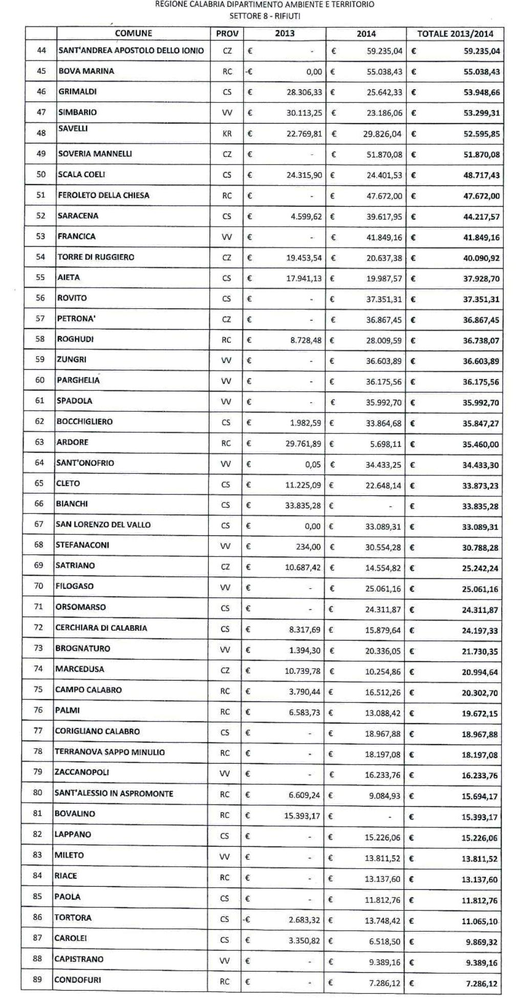 REGIONE CALABRIA DIPARTIMENTO AMBIENTE E TERRITORIO
SETTORE 8 - RIFIUTI
COMUNE PROV 2013 2014 TOTALE 2013/2014
44 SANT'ANDREA APOSTOLO DELLO IONIO CZ € - € 59.235,04 € 59.235,04
45 BOVA MARINA RC -€ 0,00 € 55.038,43 € 55.038,43
46 GRIMALDI CS € 28.306,33 € 25.642,33 € 53.948,66
47 SIMBARIO VV € 30.113,25 € 23.186,06 € 53.299,31
48 SAVELLI KR € 22.769,81 € 29.826,04 € 52.595,85
49 SOVERIA MANNELLI CZ € - € 51.870,08 € 51.870,08
50 SCALA COELI CS € 24.315,90 € 24.401,53 € 48.717,43
51 FEROLETO DELLA CHIESA RC € - € 47.672,00 € 47.672,00
52 SARACENA CS € 4.599,62 € 39.617,95 € 44.217,57
53 FRANCICA VV € - € 41.849,16 € 41.849,16
54 TORRE DI RUGGIERO CZ € 19.453,54 € 20.637,38 € 40.090,92
55 AIETA CS € 17.941,13 € 19.987,57 € 37.928,70
56 ROVITO CS € - € 37.351,31 € 37.351,31
57 PETRONA' CZ € - € 36.867,45 € 36.867,45
58 ROGHUDI RC € 8.728,48 € 28.009,59 € 36.738,07
59 ZUNGRI VV € - € 36.603,89 € 36.603,89
60 PARGHELIA VV € - € 36.175,56 € 36.175,56
61 SPADOLA VV € - € 35.992,70 € 35.992,70
62 BOCCHIGLIERO CS € 1.982,59 € 33.864,68 € 35.847,27
63 ARDORE RC € 29.761,89 € 5.698,11 € 35.460,00
64 SANT'ONOFRIO VV € 0,05 € 34.433,25 € 34.433,30
65 CLETO CS € 11.225,09 € 22.648,14 € 33.873,23
66 BIANCHI CS € 33.835,28 € - € 33.835,28
67 SAN LORENZO DEL VALLO CS € 0,00 € 33.089,31 € 33.089,31
68 STEFANACONI VV € 234,00 € 30.554,28 € 30.788,28
69 SATRIANO CZ € 10.687,42 € 14.554,82 € 25.242,24
70 FILOGASO VV € - € 25.061,16 € 25.061,16
71 ORSOMARSO CS € - € 24.311,87 € 24.311,87
72 CERCHIARA DI CALABRIA CS € 8.317,69 € 15.879,64 € 24.197,33
73 BROGNATURO VV € 1.394,30 € 20.336,05 € 21.730,35
74 MARCEDUSA CZ € 10.739,78 € 10.254,86 € 20.994,64
75 CAMPO CALABRO RC € 3.790,44 € 16.512,26 € 20.302,70
76 PALMI RC € 6.583,73 € 13.088,42 € 19.672,15
77 CORIGLIANO CALABRO CS € - € 18.967,88 € 18.967,88
78 TERRANOVA SAPPO MINULIO RC € - € 18.197,08 € 18.197,08
79 ZACCANOPOLI VV € - € 16.233,76 € 16.233,76
80 SANT'ALESSIO IN ASPROMONTE RC € 6.609,24 € 9.084,93 € 15.694,17
81 BOVALINO RC € 15.393,17 € - € 15.393,17
82 LAPPANO CS € - € 15.226,06 € 15.226,06
83 MILETO VV € - € 13.811,52 € 13.811,52
84 RIACE RC € - € 13.137,60 € 13.137,60
85 PAOLA CS € - € 11.812,76 € 11.812,76
86 TORTORA CS -€ 2.683,32 € 13.748,42 € 11.065,10
87 CAROLEI CS € 3.350,82 € 6.518,50 € 9.869,32
88 CAPISTRANO VV € - € 9.389,16 € 9.389,16
89 CONDOFURI RC € - € 7.286,12 € 7.286,12